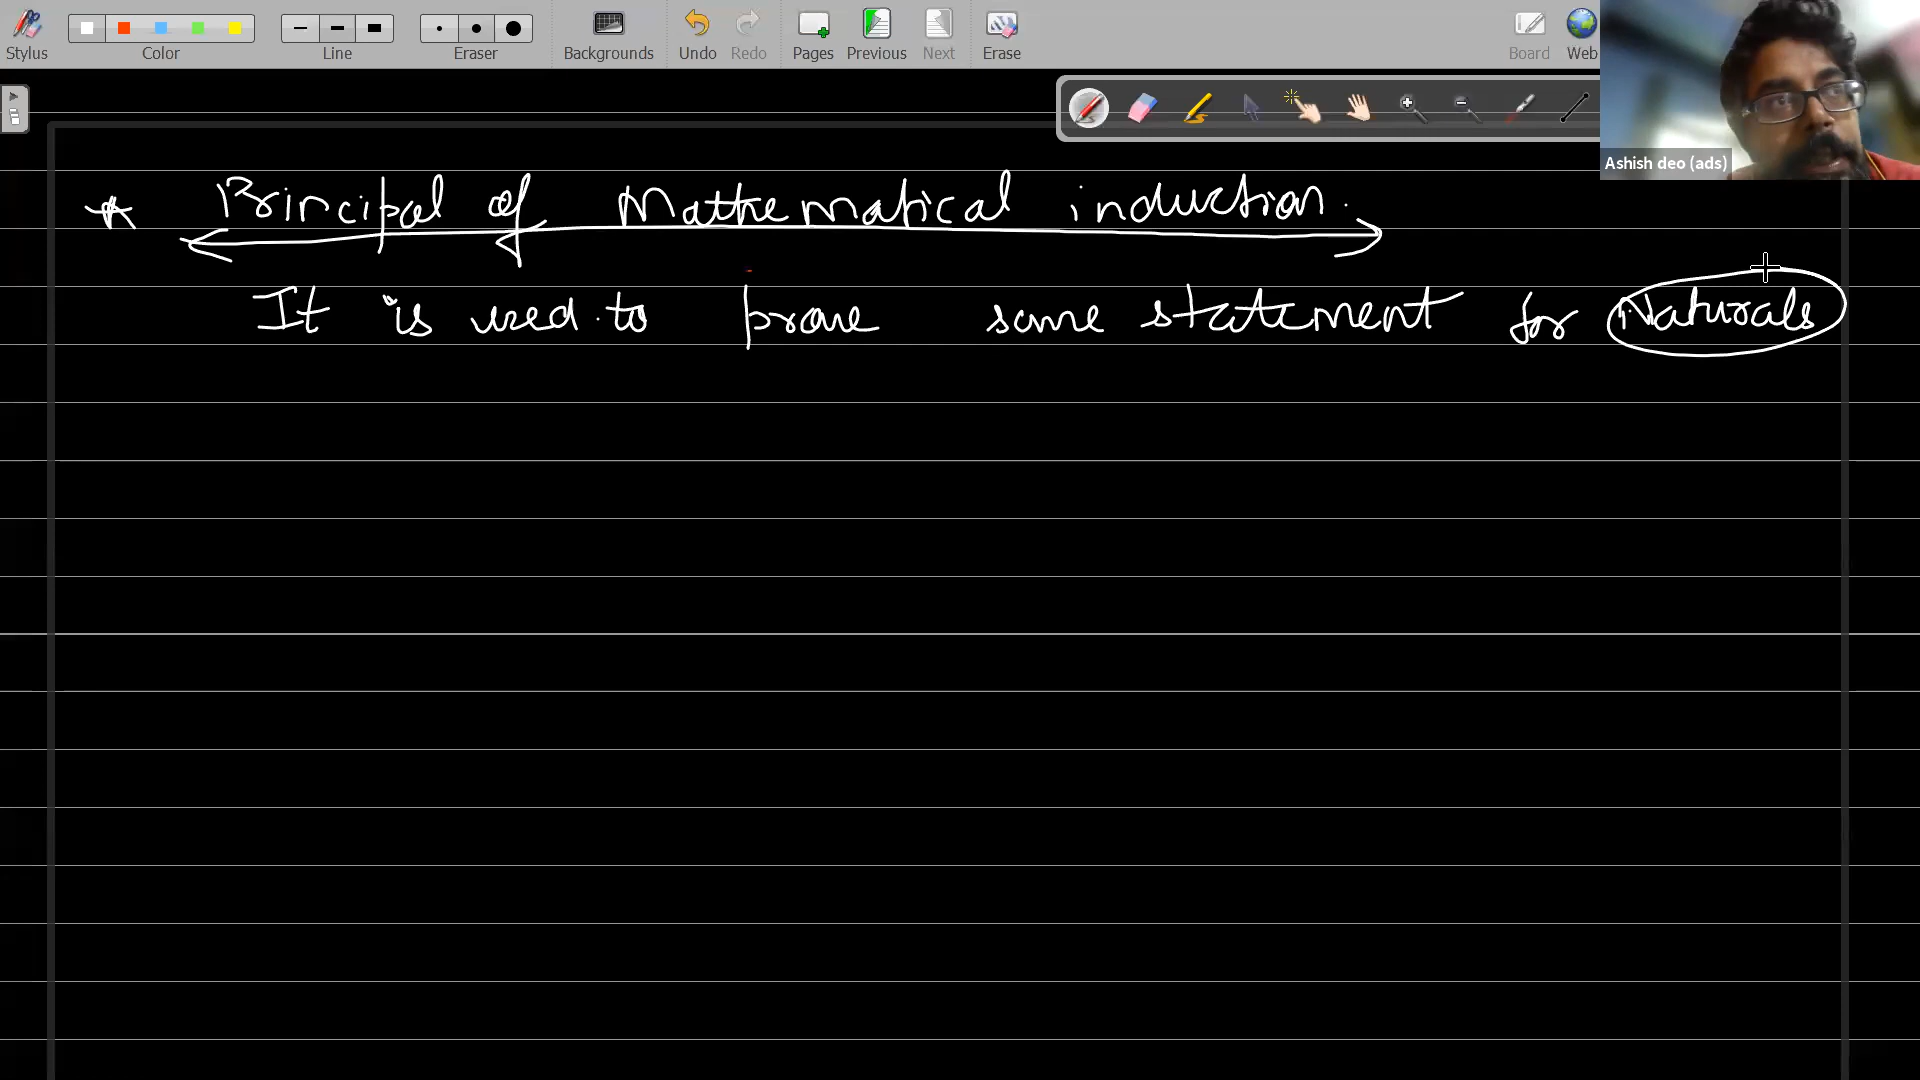 Stylus Color Line Eraser Backgrounds Undo Redo Pages Previous Next Erase Board Web
Ashish deo (ads)
Principal of Mathematical induction.
It is used to prove some statement for Naturals